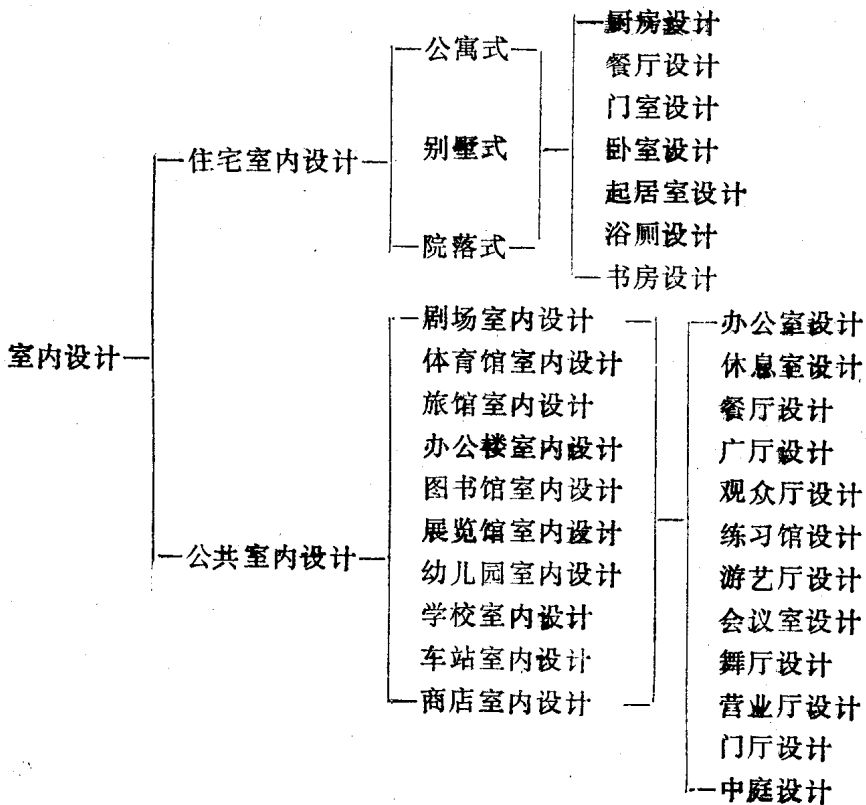 室内设计
住宅室内设计
公寓式
别墅式
院落式
厨房设计
餐厅设计
门室设计
卧室设计
起居室设计
浴厕设计
书房设计
公共室内设计
剧场室内设计
体育馆室内设计
旅馆室内设计
办公楼室内设计
图书馆室内设计
展览馆室内设计
幼儿园室内设计
学校室内设计
车站室内设计
商店室内设计
办公室设计
休息室设计
餐厅设计
广厅设计
观众厅设计
练习馆设计
游艺厅设计
会议室设计
舞厅设计
营业厅设计
门厅设计
中庭设计